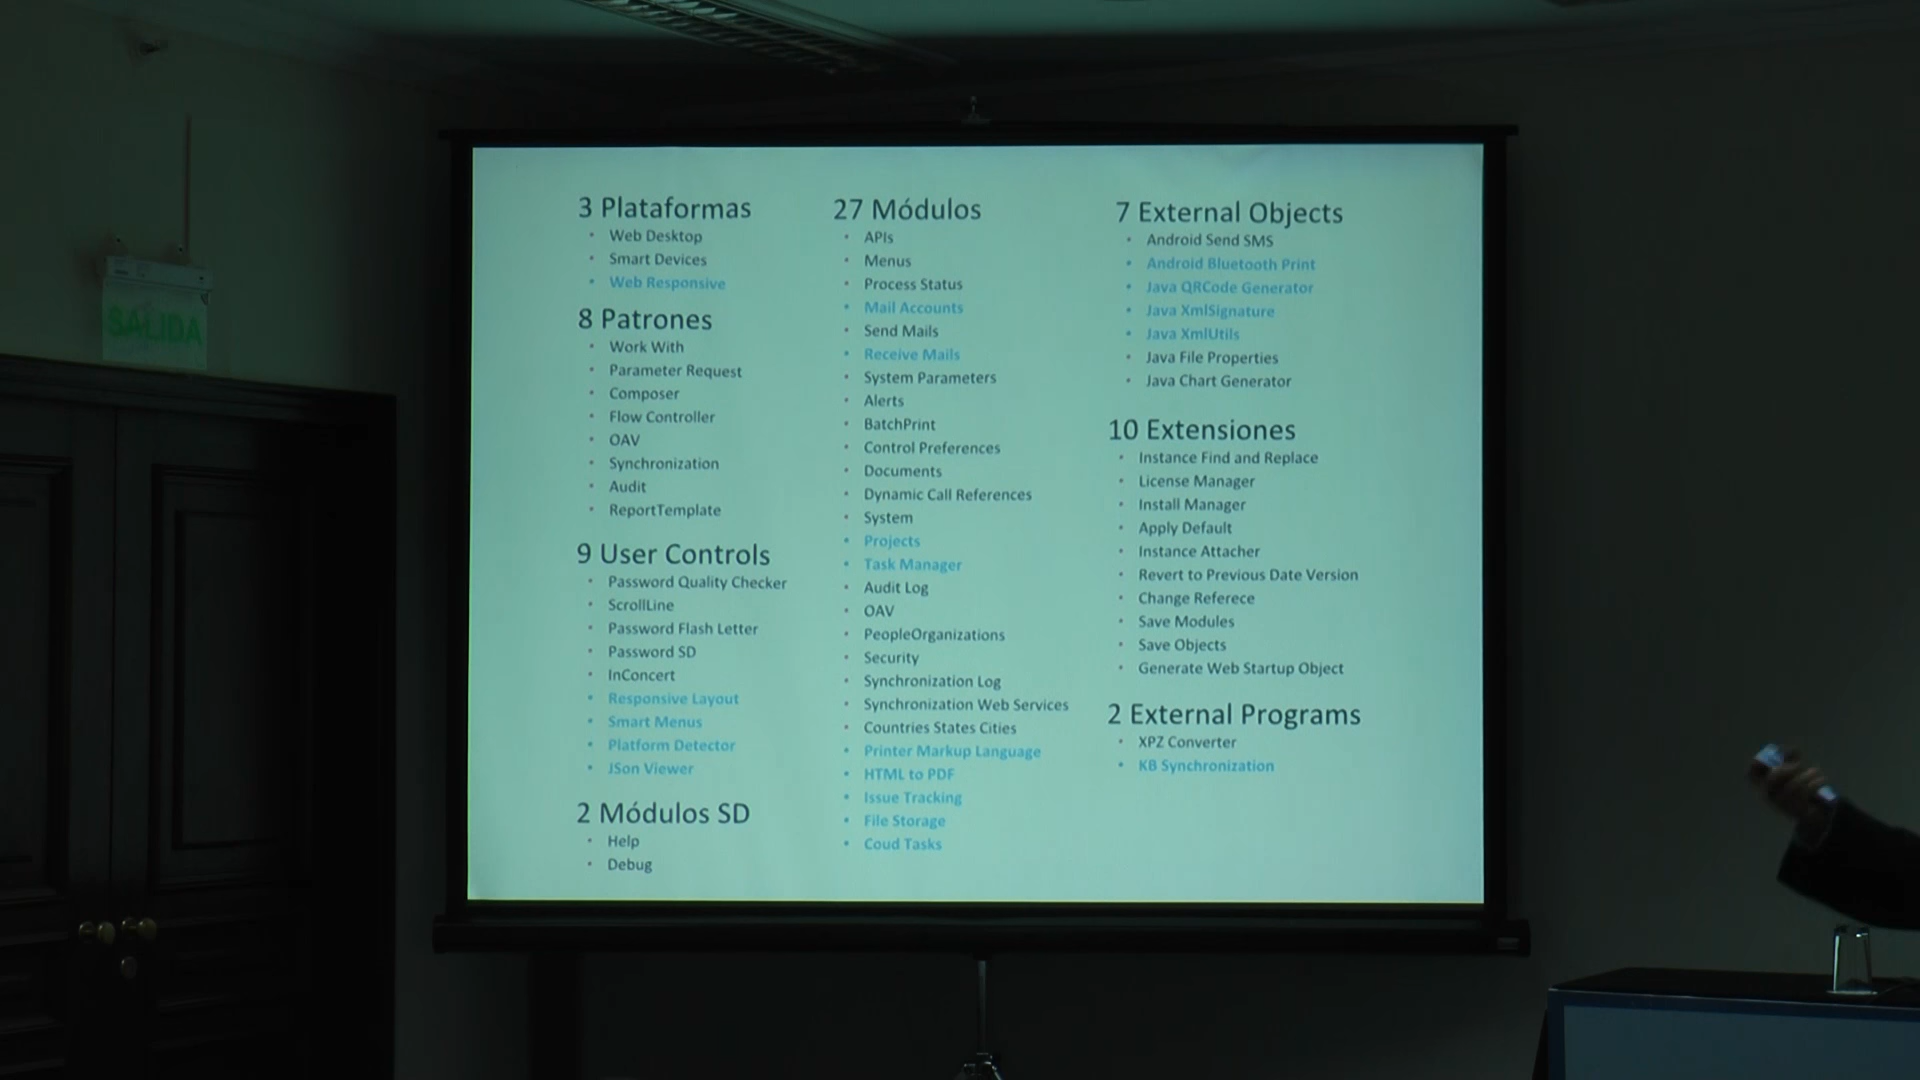 SALIDA
3 Plataformas
Web Desktop
Smart Devices
Web Responsive
8 Patrones
Work With
Parameter Request
Composer
Flow Controller
OAV
Synchronization
Audit
ReportTemplate
9 User Controls
Password Quality Checker
ScrollLine
Password Flash Letter
Password SD
InConcert
Responsive Layout
Smart Menus
Platform Detector
JSon Viewer
2 Módulos SD
Help
Debug
27 Módulos
APIs
Menus
Process Status
Mail Accounts
Send Mails
Receive Mails
System Parameters
Alerts
BatchPrint
Control Preferences
Documents
Dynamic Call References
System
Projects
Task Manager
Audit Log
OAV
PeopleOrganizations
Security
Synchronization Log
Synchronization Web Services
Countries States Cities
Printer Markup Language
HTML to PDF
Issue Tracking
File Storage
Coud Tasks
7 External Objects
Android Send SMS
Android Bluetooth Print
Java QRCode Generator
Java XmlSignature
Java XmlUtils
Java File Properties
Java Chart Generator
10 Extensiones
Instance Find and Replace
License Manager
Install Manager
Apply Default
Instance Attacher
Revert to Previous Date Version
Change Referece
Save Modules
Save Objects
Generate Web Startup Object
2 External Programs
XPZ Converter
KB Synchronization